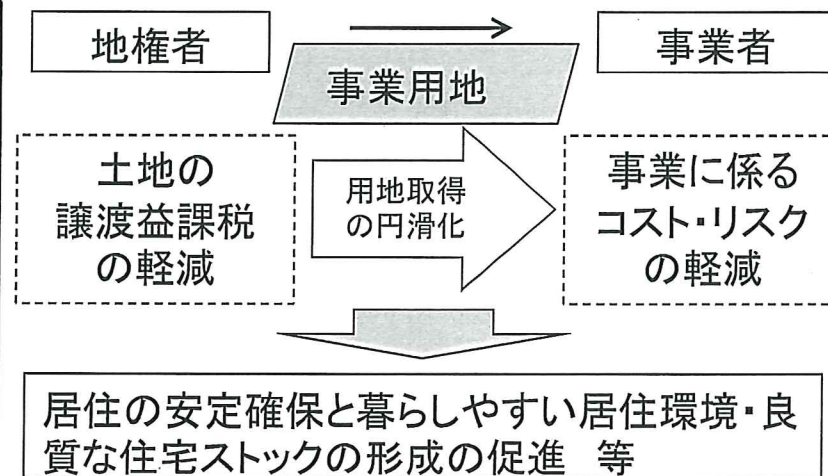 地権者
事業者
事業用地
土地の
譲渡益課税
の軽減
用地取得
の円滑化
事業に係る
コスト・リスク
の軽減
居住の安定確保と暮らしやすい居住環境・良
質な住宅ストックの形成の促進 等